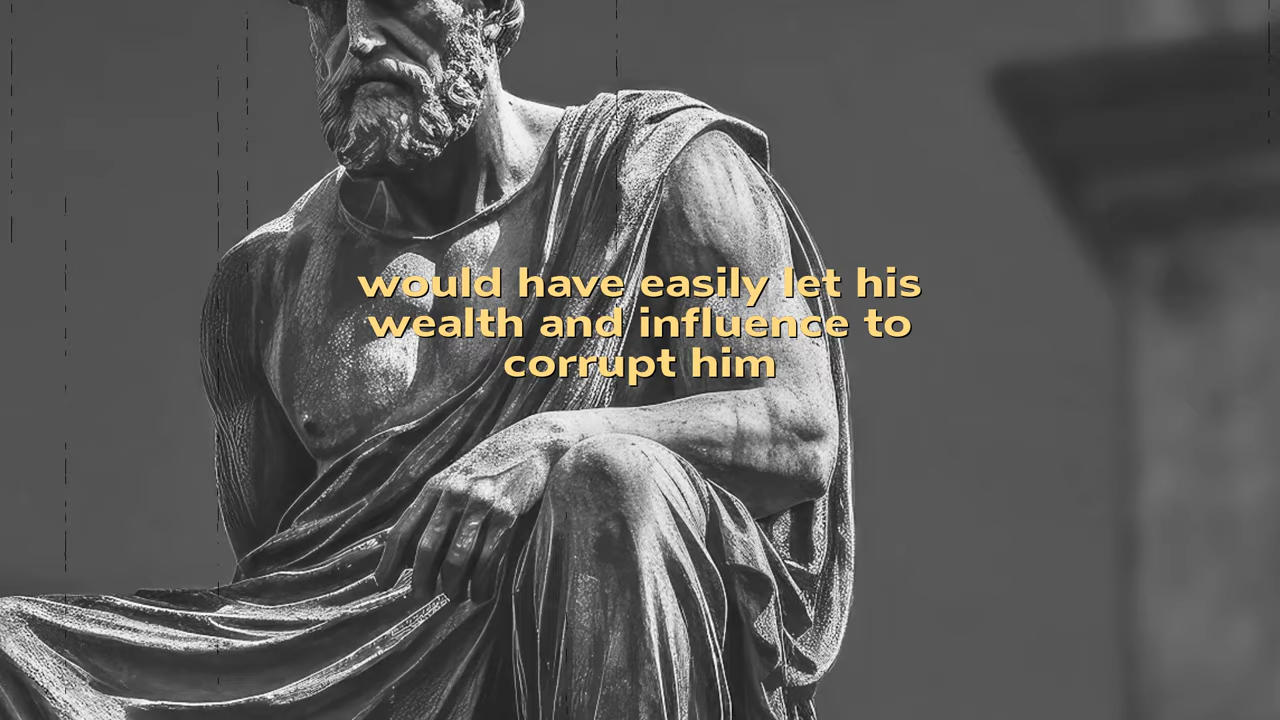 would have easily let his
wealth and influence to
corrupt him